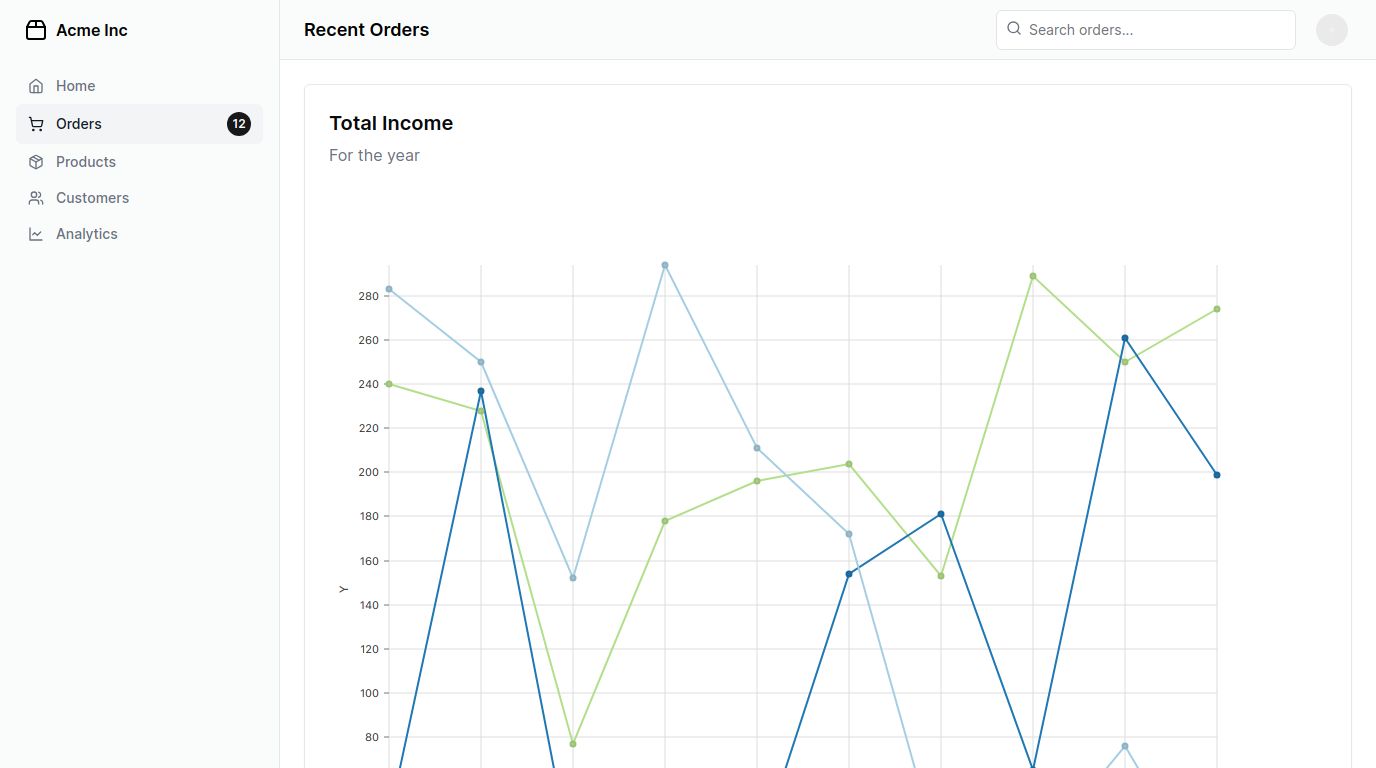 Acme Inc
Home
Orders
12
Products
Customers
Analytics
Recent Orders
Search orders...
Total Income
For the year
280
260
240
220
200
180
160
140
120
100
80
Y